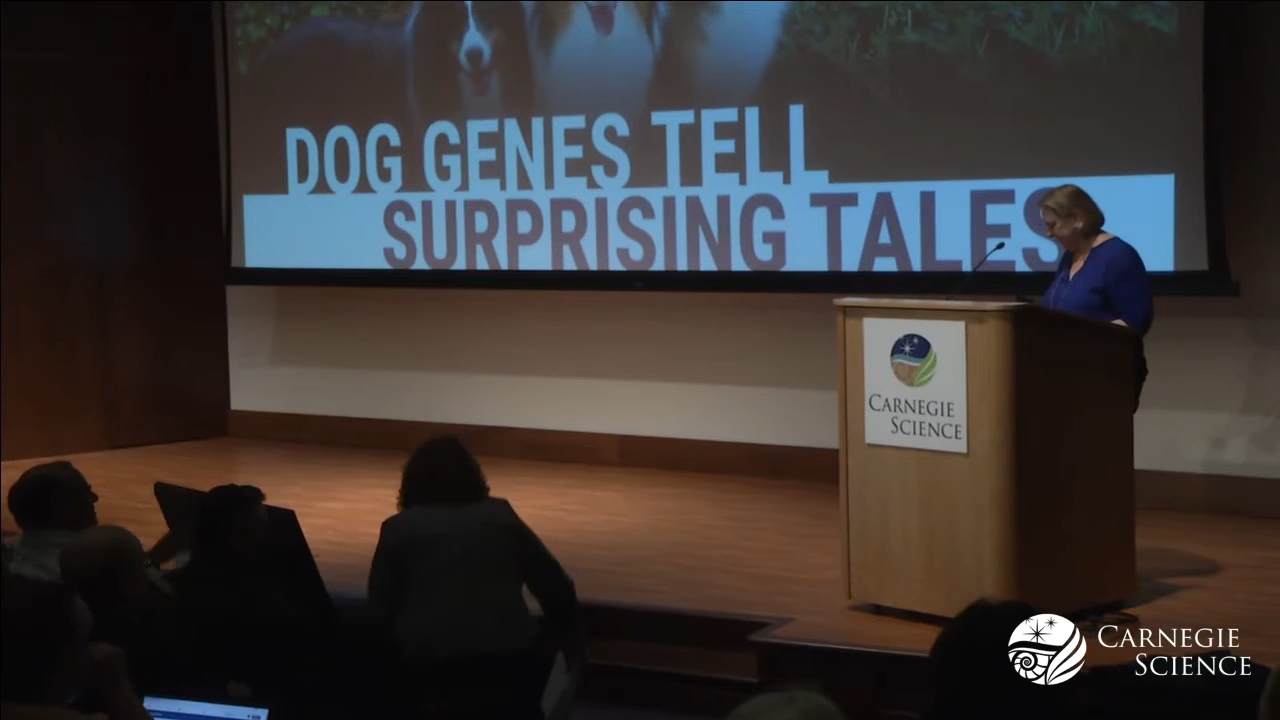 DOG GENES TELL
SURPRISING TALES
CARNEGIE
SCIENCE
CARNEGIE
SCIENCE